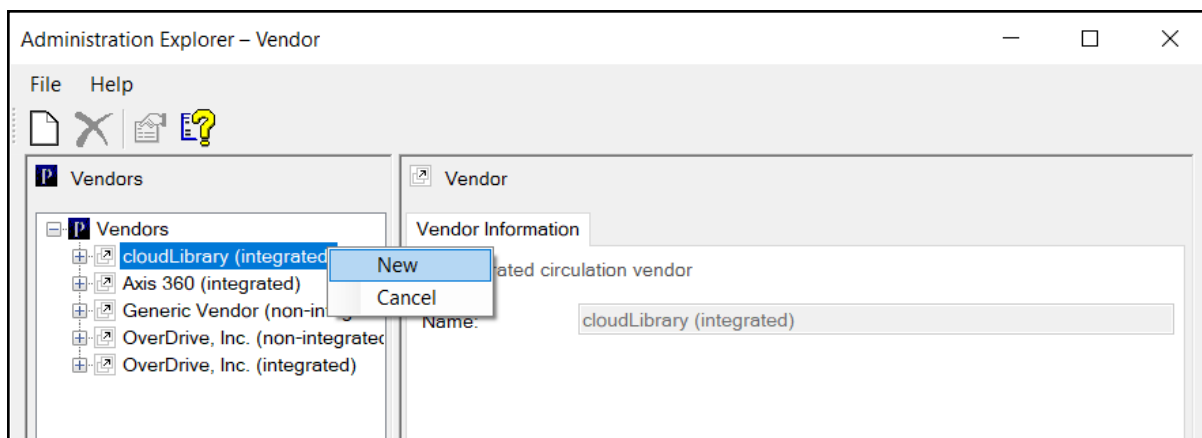 Administration Explorer – Vendor
File Help
Vendors
Vendors
cloudLibrary (integrated
Axis 360 (integrated)
Generic Vendor (non-in
OverDrive, Inc. (non-integrated
OverDrive, Inc. (integrated)
New
Cancel
Vendor
Vendor Information
rated circulation vendor
Name: cloudLibrary (integrated)